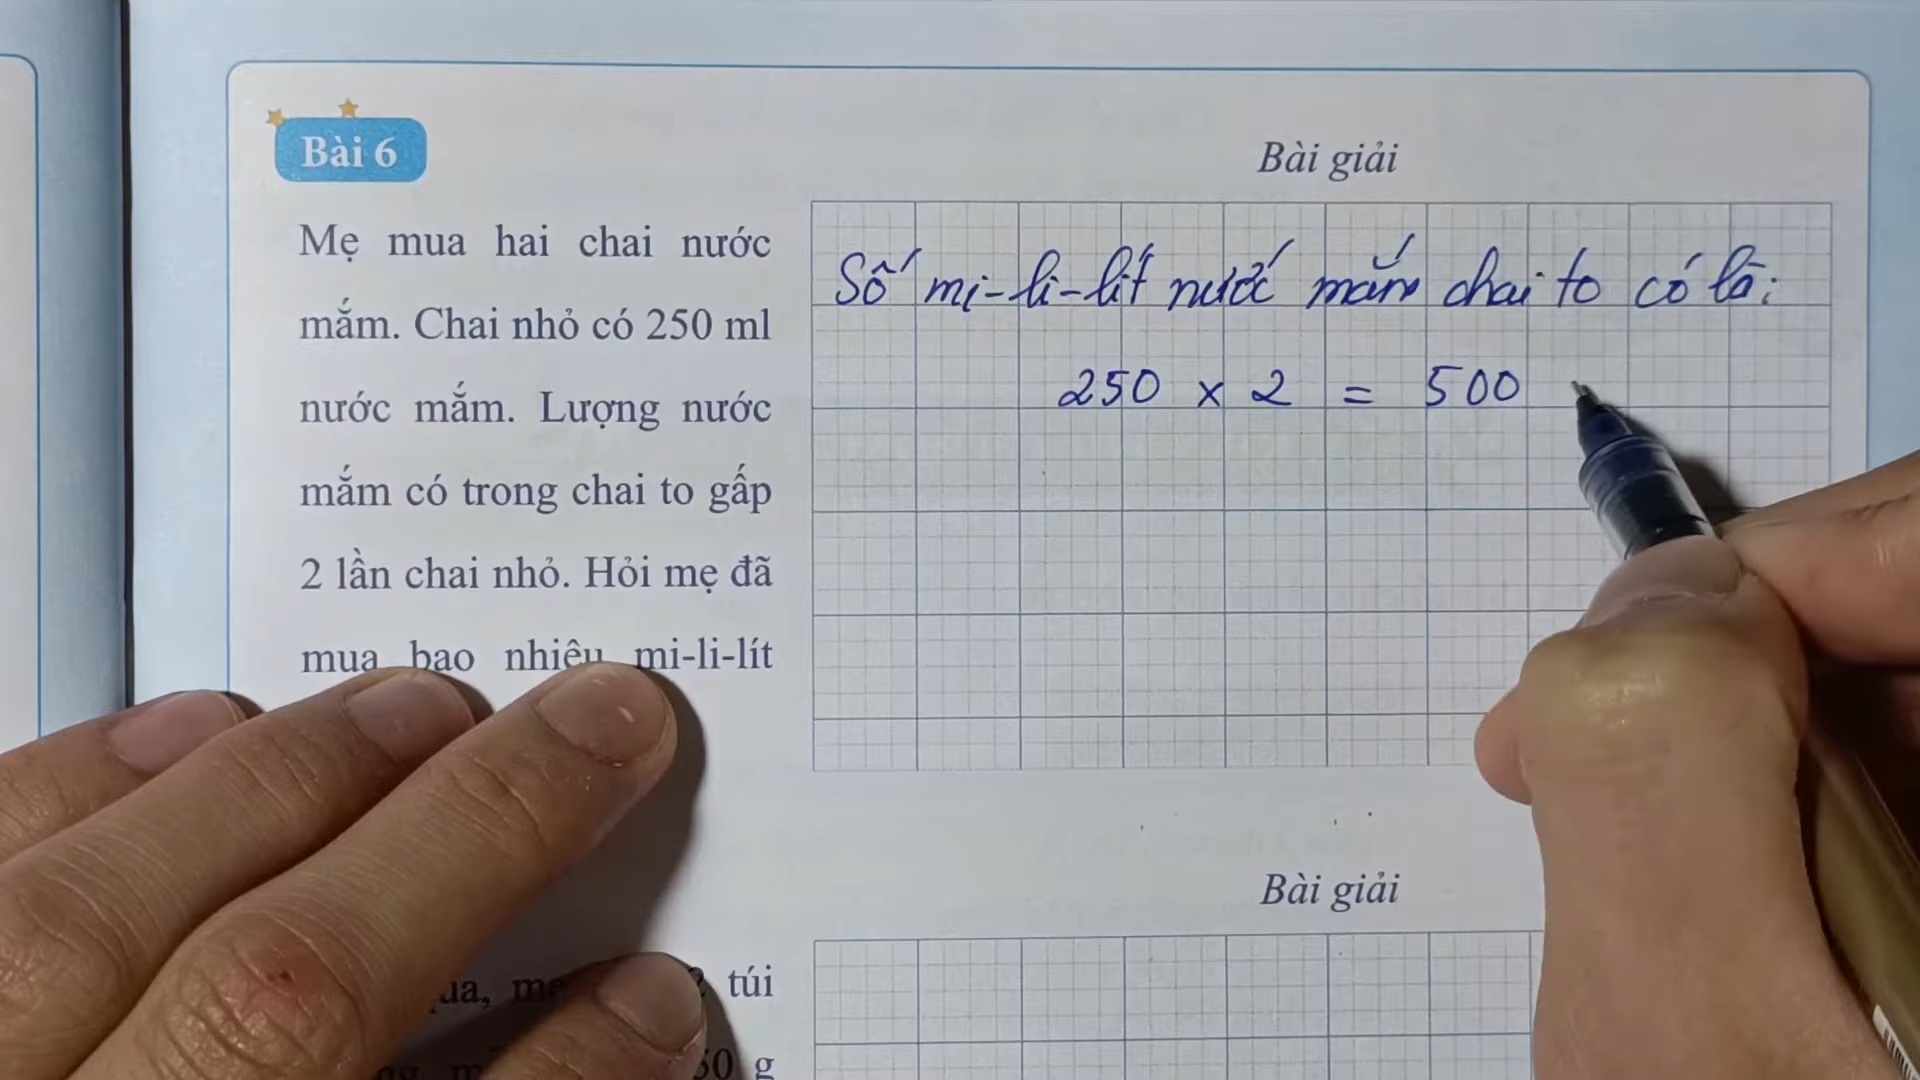 Bài 6
Mẹ mua hai chai nước
mắm. Chai nhỏ có 250 ml
nước mắm. Lượng nước
mắm có trong chai to gấp
2 lần chai nhỏ. Hỏi mẹ đã
mua bao nhiêu mi-li-lít
Bài giải
Số mi-li-lít nước mắm chai to có là:
250 x 2 = 500
Bài giải
túi
50 g